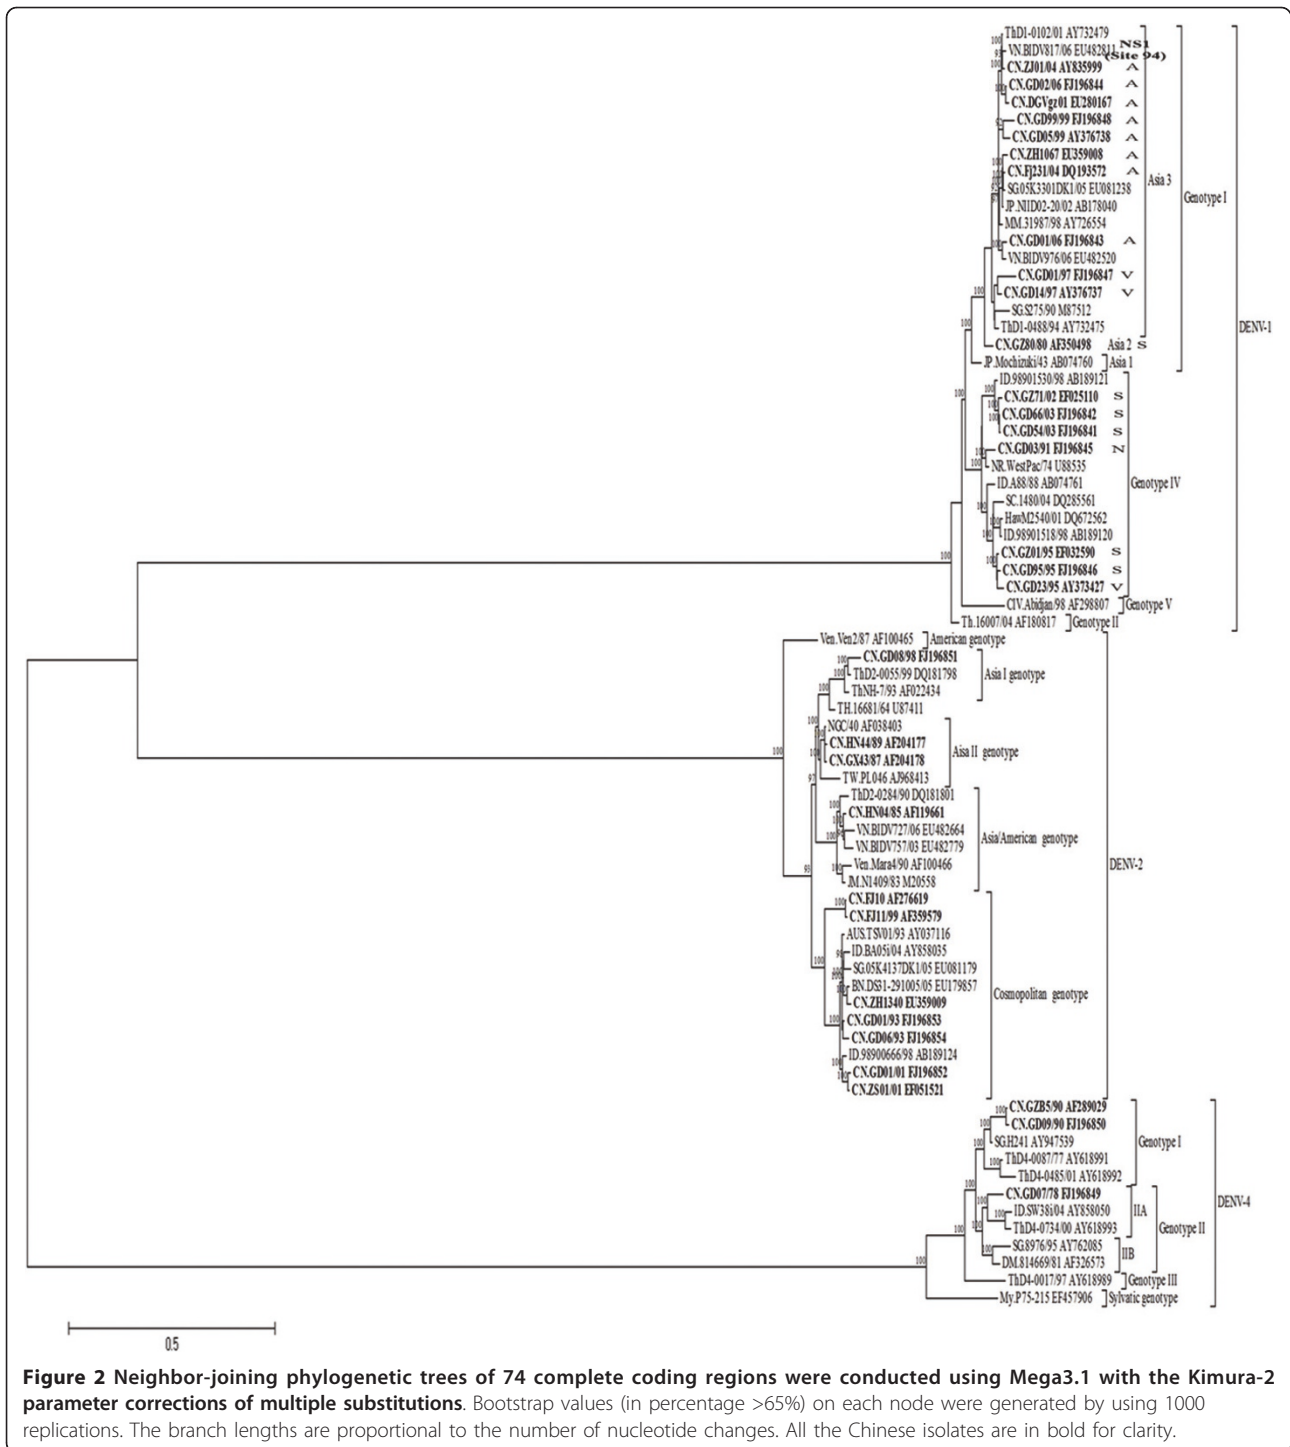 ThD1-0102/01 AY732479
VN.BIDV817/06 EU482811 NS1
(Site 94)
CN.ZJ01/04 AY835999 A
CN.GD02/06 FJ196844 A
CN.DGVgz01 EU280167 A
CN.GD99/99 FJ196848 A
CN.GD05/99 AY376738 A
CN.ZH1067 EU359008 A
CN.Fj231/04 DQ193572 A
Asia 3
SG.05K3301DK1/05 EU081238
Genotype I
JP.NIID02-20/02 AB178040
MM.31987/98 AY726554
CN.GD01/06 FJ196843 A
VN.BIDV976/06 EU482520
CN.GD01/97 FJ196847 V
CN.GD14/97 AY376737 V
SG.S275/90 M87512
ThD1-0488/94 AY732475
DENV-1
CN.GZ80/80 AF350498 Asia 2 S
JP.Mochizuki/43 AB074760 Asia 1
ID.98901530/98 AB189121
CN.GZ71/02 EF025110 S
CN.GD66/03 FJ196842 S
CN.GD54/03 FJ196841 S
CN.GD03/91 FJ196845 N
NR.WestPac/74 U88535
ID.A88/88 AB074761 Genotype IV
SC.1480/04 DQ285561
HawM2540/01 DQ672562
ID.98901518/98 AB189120
CN.GZ01/95 EF032590 S
CN.GD95/95 FJ196846 S
CN.GD23/95 AY373427 V
CIV.Abidjan/98 AF298807 Genotype V
Th.16007/04 AF180817 Genotype II
Ven.Ven2/87 AF100465 American genotype
CN.GD08/98 FJ196851
ThD2-0055/99 DQ181798 Asia I genotype
ThNH-7/93 AF022434
TH.16681/64 U87411
NGC/40 AF038403
CN.HN44/89 AF204177
CN.GX43/87 AF204178 Aisa II genotype
TW.PL046 AJ968413
ThD2-0284/90 DQ181801
CN.HN04/85 AF119661
VN.BIDV727/06 EU482664
VN.BIDV757/03 EU482779 Asia/American genotype
Ven.Mara4/90 AF100466 DENV-2
JM.N1409/83 M20558
CN.FJ10 AF276619
CN.FJ11/99 AF359579
AUS.TSV01/93 AY037116
ID.BA05i/04 AY858035
SG.05K4137DK1/05 EU081179
BN.DS31-291005/05 EU179857
CN.ZH1340 EU359009 Cosmopolitan genotype
CN.GD01/93 FJ196853
CN.GD06/93 FJ196854
ID.98900666/98 AB189124
CN.GD01/01 FJ196852
CN.ZS01/01 EF051521
CN.GZB5/90 AF289029
CN.GD09/90 FJ196850
SG.H241 AY947539 Genotype I
ThD4-0087/77 AY618991
ThD4-0485/01 AY618992
CN.GD07/78 FJ196849
ID.SW38i/04 AY858050 IIA DENV-4
ThD4-0734/00 AY618993 Genotype II
SG.8976/95 AY762085
DM.814669/81 AF326573 IIB
ThD4-0017/97 AY618989 Genotype III
My.P75-215 EF457906 Sylvatic genotype
0.5
Figure 2 Neighbor-joining phylogenetic trees of 74 complete coding regions were conducted using Mega3.1 with the Kimura-2
parameter corrections of multiple substitutions. Bootstrap values (in percentage >65%) on each node were generated by using 1000
replications. The branch lengths are proportional to the number of nucleotide changes. All the Chinese isolates are in bold for clarity.